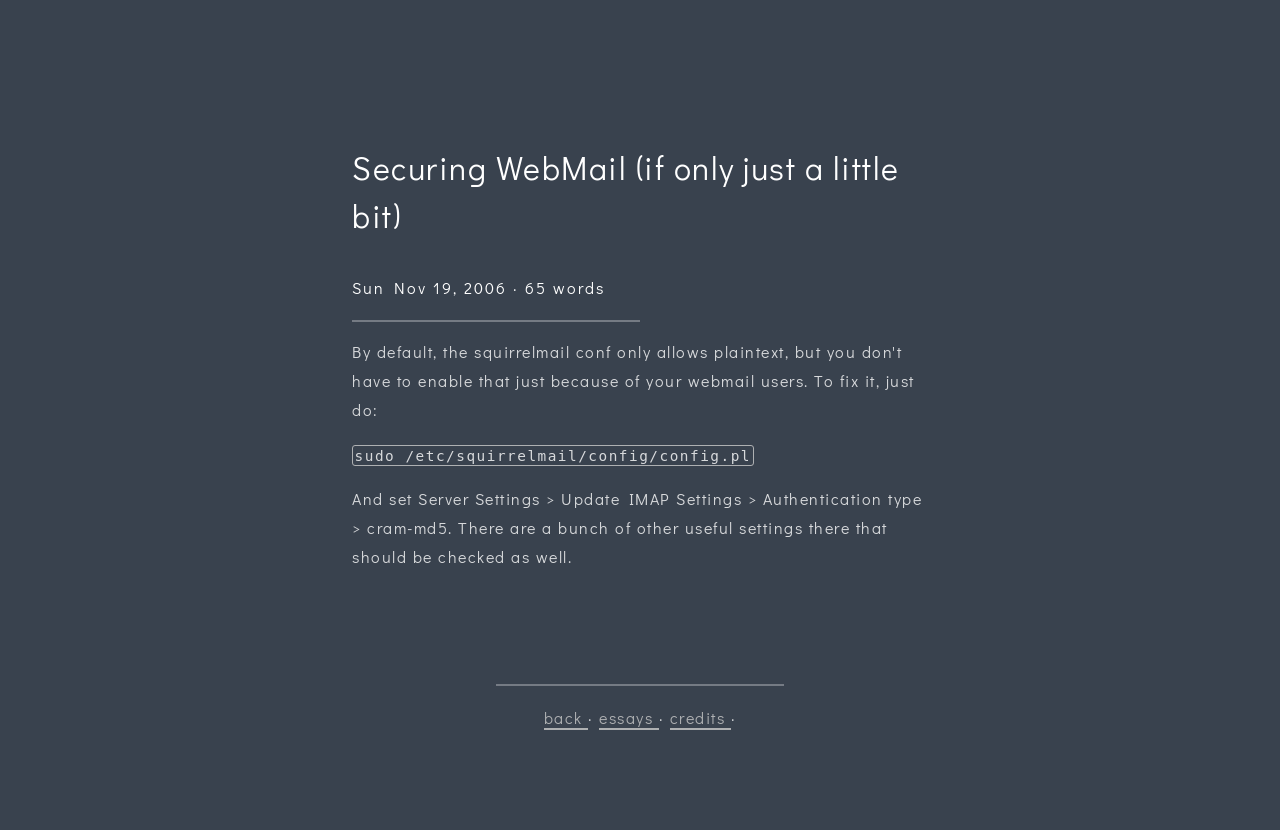 Securing WebMail (if only just a little
bit)
Sun Nov 19, 2006 · 65 words
By default, the squirrelmail conf only allows plaintext, but you don't
have to enable that just because of your webmail users. To fix it, just
do:
sudo /etc/squirrelmail/config/config.pl
And set Server Settings > Update IMAP Settings > Authentication type
> cram-md5. There are a bunch of other useful settings there that
should be checked as well.
back · essays · credits ·